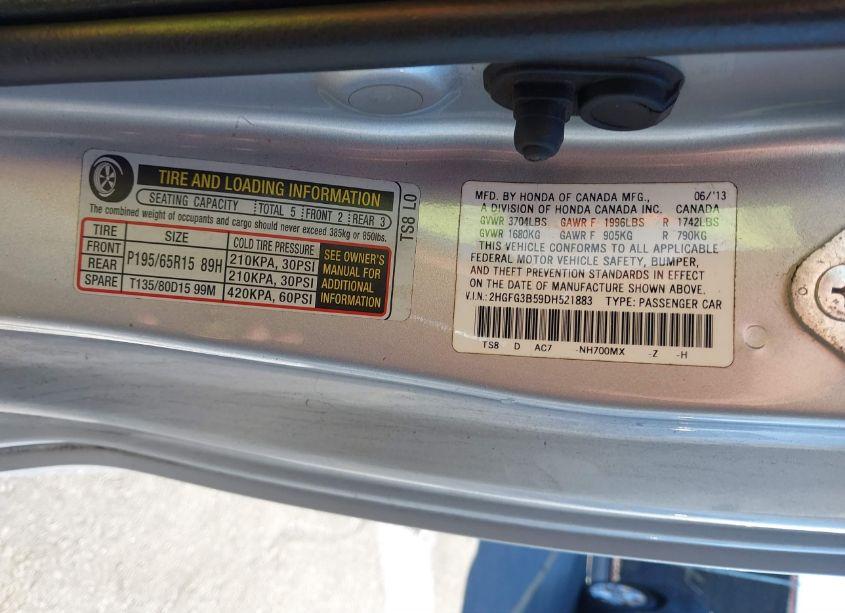 TIRE AND LOADING INFORMATION
SEATING CAPACITY TOTAL 5 FRONT 2 REAR 3
The combined weight of occupants and cargo should never exceed 385kg or 850lbs.
TIRE SIZE COLD TIRE PRESSURE
FRONT P195/65R15 89H 210KPA, 30PSI
REAR 210KPA, 30PSI
SPARE T135/80D15 99M 420KPA, 60PSI
SEE OWNER'S
MANUAL FOR
ADDITIONAL
INFORMATION
TS8 L0
MFD. BY HONDA OF CANADA MFG., 06/'13
A DIVISION OF HONDA CANADA INC. CANADA
GVWR 3704LBS GAWR F 1996LBS R 1742LBS
GVWR 1680KG GAWR F 905KG R 790KG
THIS VEHICLE CONFORMS TO ALL APPLICABLE
FEDERAL MOTOR VEHICLE SAFETY, BUMPER,
AND THEFT PREVENTION STANDARDS IN EFFECT
ON THE DATE OF MANUFACTURE SHOWN ABOVE.
V.I.N.: 2HGFG3B59DH521883 TYPE: PASSENGER CAR
TS8 D AC7 -NH700MX -Z -H